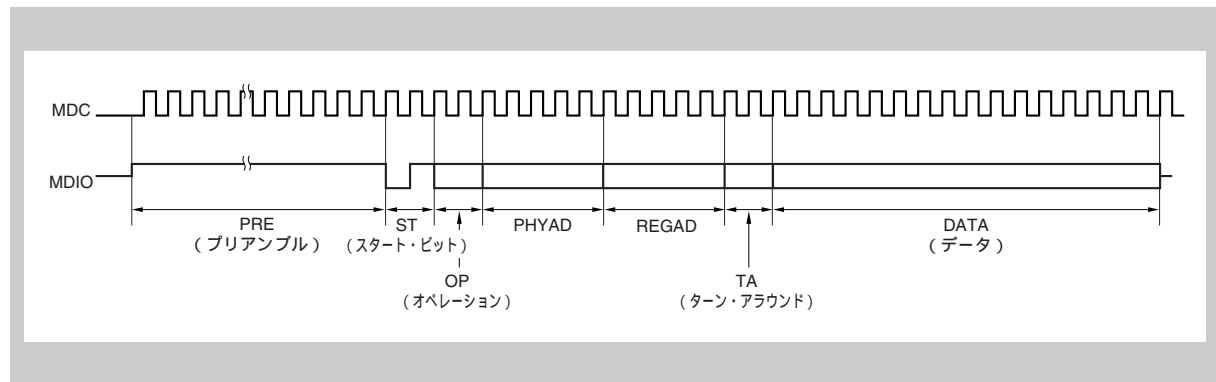 MDC
MDIO
PRE
(プリアンブル)
ST
(スタート・ビット)
OP
(オペレーション)
PHYAD
REGAD
TA
(ターン・アラウンド)
DATA
(データ)